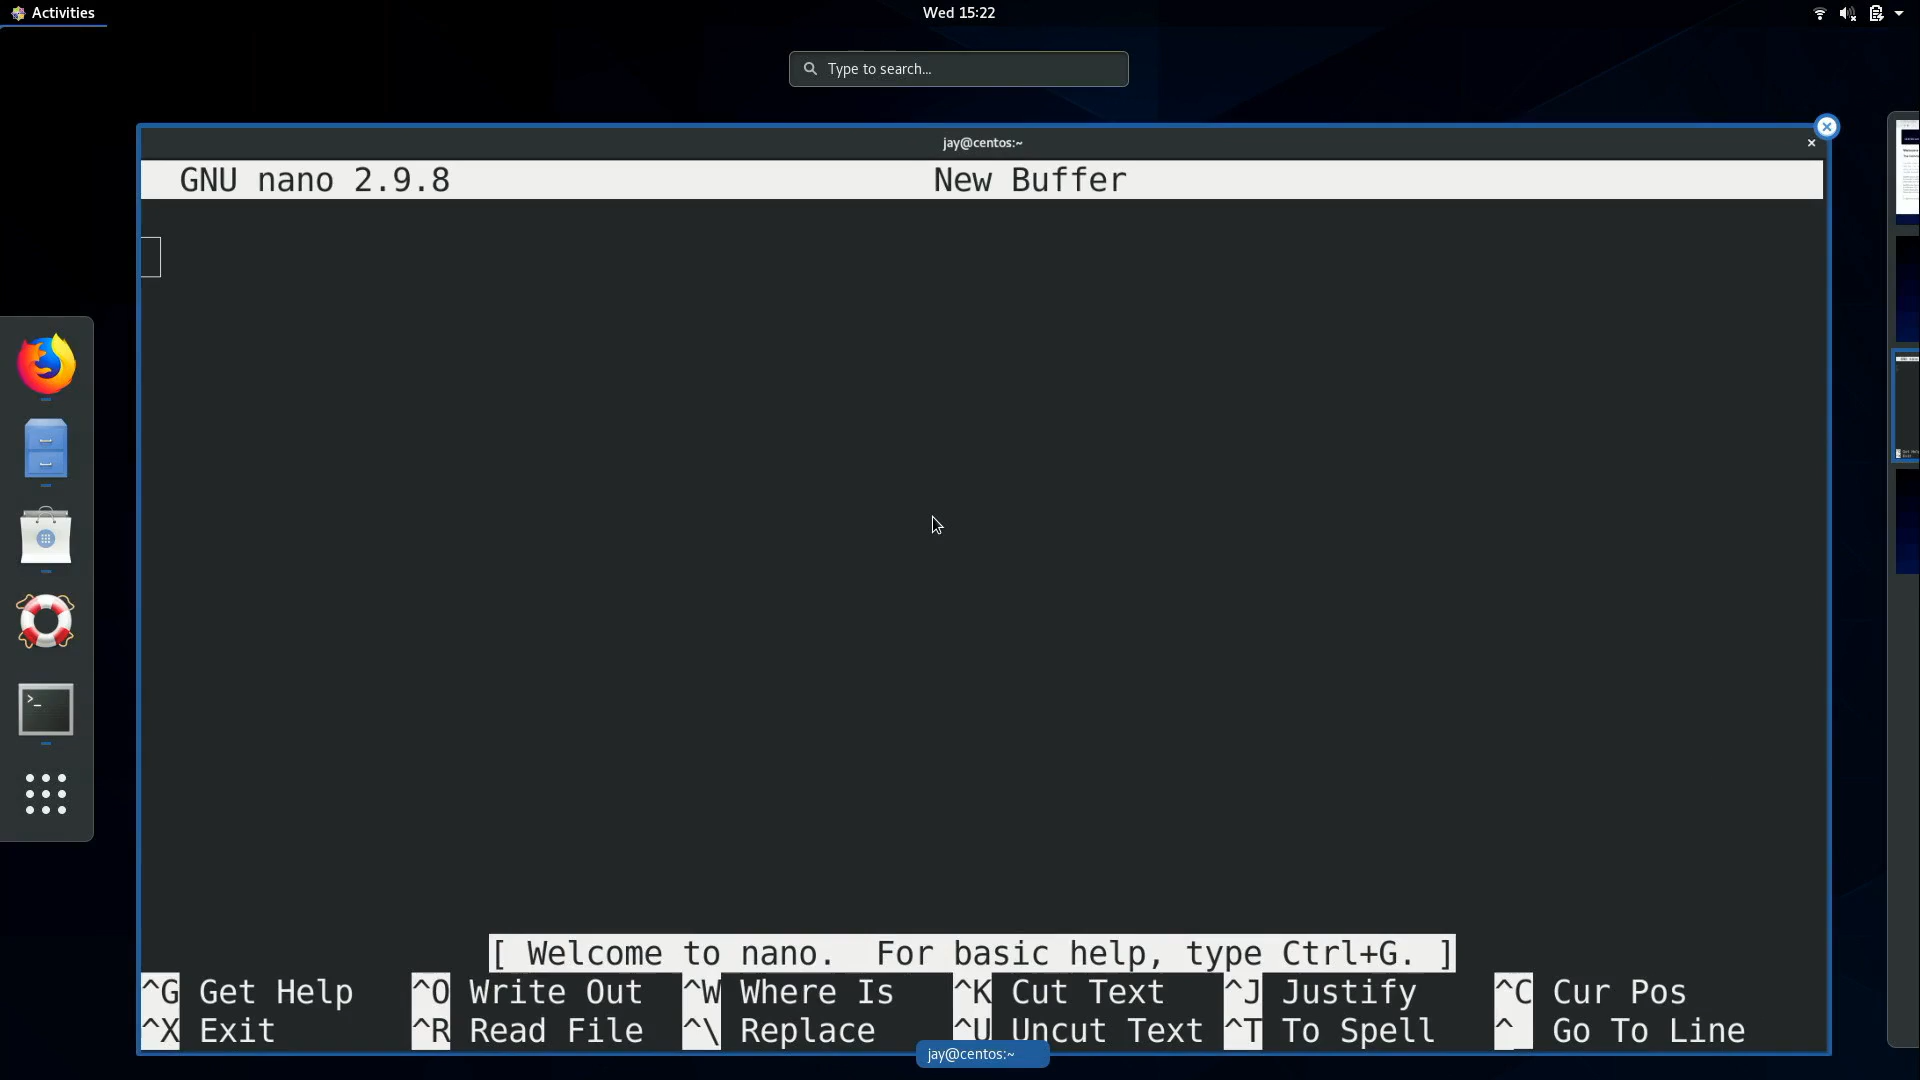 Activities
Wed 15:22
Type to search...
jay@centos:~
GNU nano 2.9.8 New Buffer
[ Welcome to nano.  For basic help, type Ctrl+G. ]
^G Get Help ^O Write Out ^W Where Is ^K Cut Text ^J Justify ^C Cur Pos
^X Exit ^R Read File ^\ Replace ^U Uncut Text ^T To Spell ^_ Go To Line
jay@centos:~